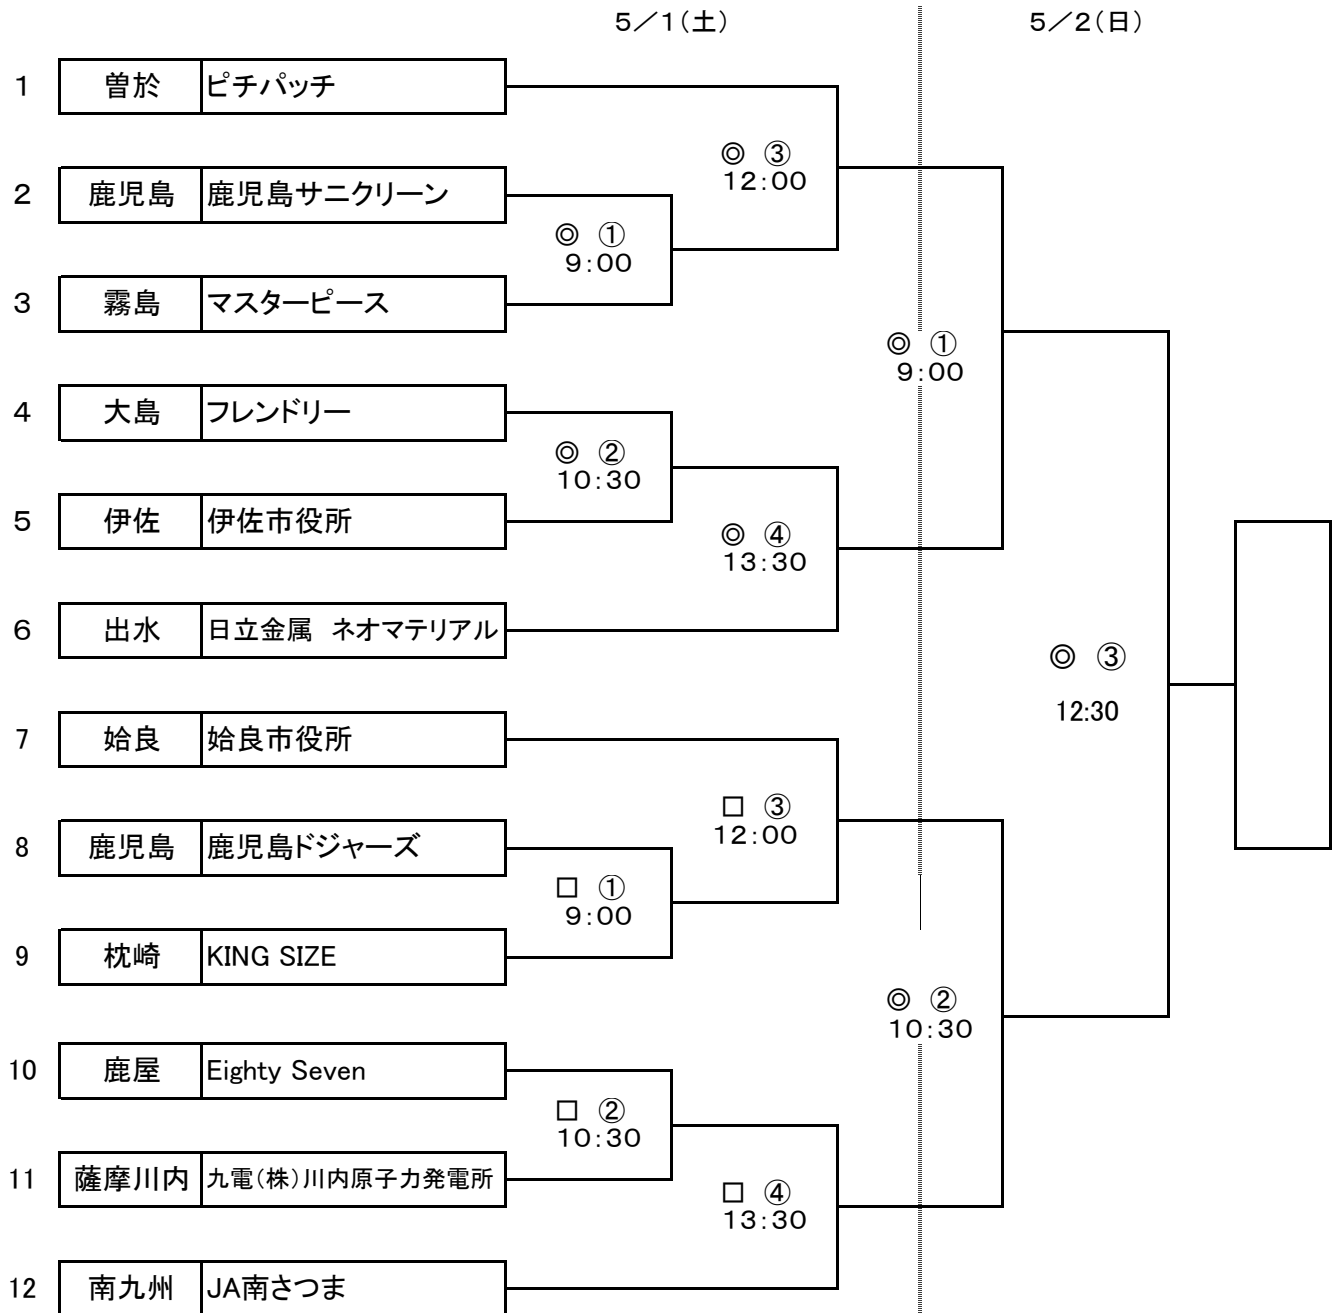 5／1（土）
5／2（日）
1 曽於 ピチパッチ
◎ ③
12：00
2 鹿児島 鹿児島サニクリーン
◎ ①
9：00
3 霧島 マスターピース
◎ ①
9：00
4 大島 フレンドリー
◎ ②
10：30
5 伊佐 伊佐市役所
◎ ④
13：30
6 出水 日立金属　ネオマテリアル
◎ ③
12:30
7 姶良 姶良市役所
□ ③
12：00
8 鹿児島 鹿児島ドジャーズ
□ ①
9：00
9 枕崎 KING SIZE
◎ ②
10：30
10 鹿屋 Eighty Seven
□ ②
10：30
11 薩摩川内 九電（株）川内原子力発電所
□ ④
13：30
12 南九州 JA南さつま